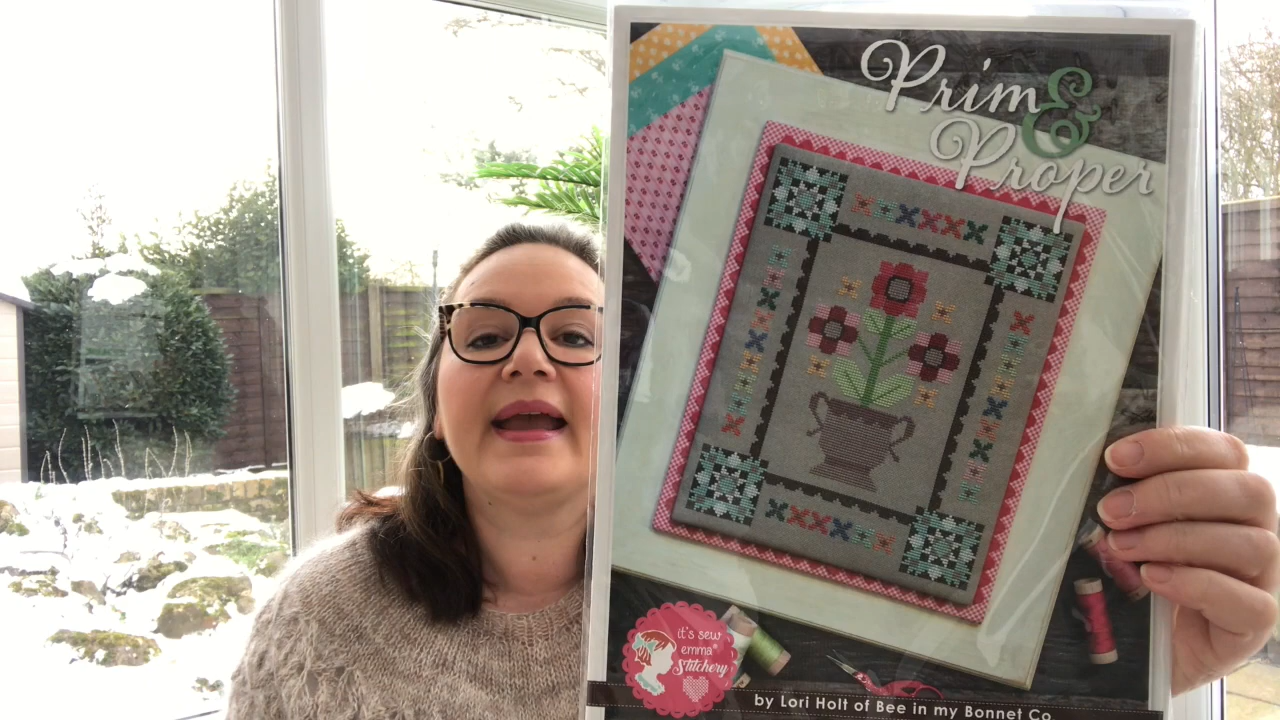 Prim &
Proper
it's sew
emma
Stitchery
by Lori Holt of Bee in my Bonnet Co